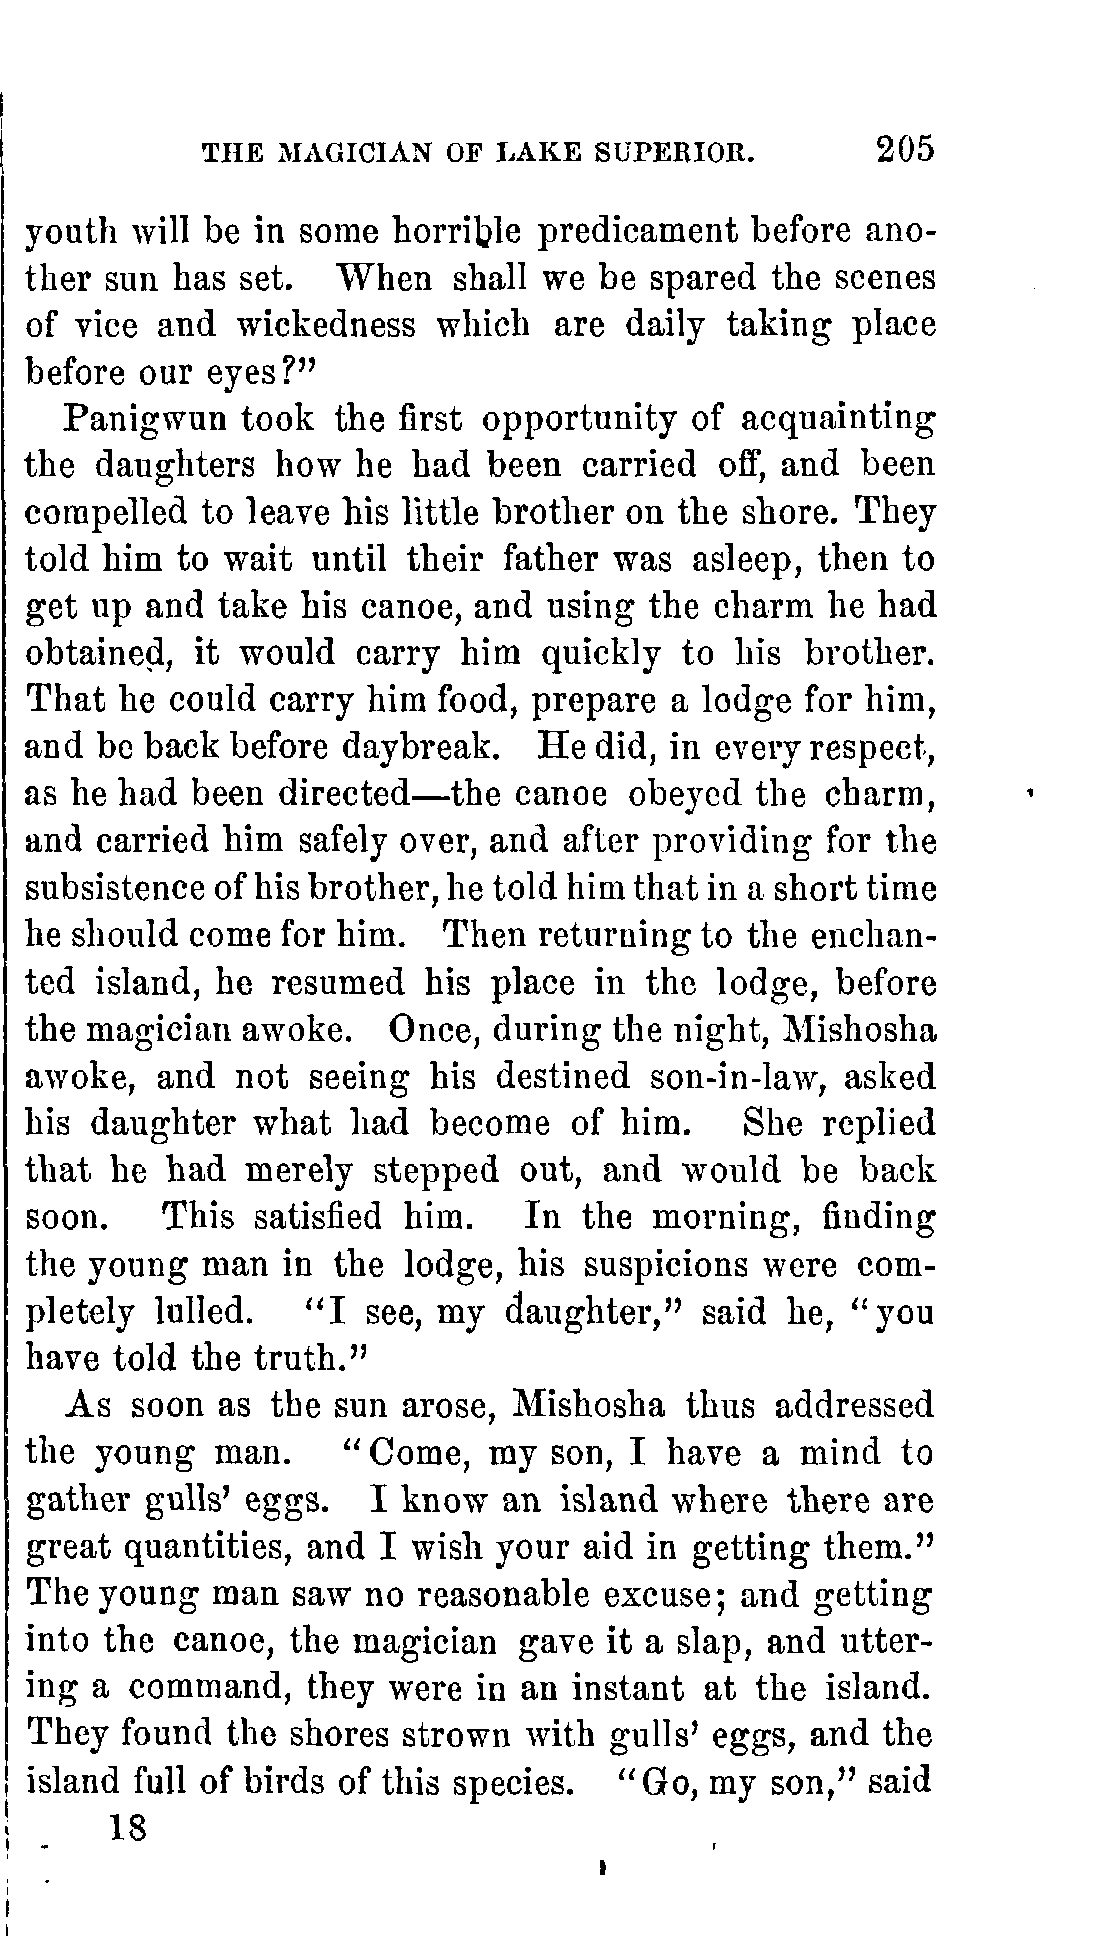 THE MAGICIAN OF LAKE SUPERIOR. 205
youth will be in some horrible predicament before ano-
ther sun has set. When shall we be spared the scenes
of vice and wickedness which are daily taking place
before our eyes?"
Panigwun took the first opportunity of acquainting
the daughters how he had been carried off, and been
compelled to leave his little brother on the shore. They
told him to wait until their father was asleep, then to
get up and take his canoe, and using the charm he had
obtained, it would carry him quickly to his brother.
That he could carry him food, prepare a lodge for him,
and be back before daybreak. He did, in every respect,
as he had been directed—the canoe obeyed the charm,
and carried him safely over, and after providing for the
subsistence of his brother, he told him that in a short time
he should come for him. Then returning to the enchan-
ted island, he resumed his place in the lodge, before
the magician awoke. Once, during the night, Mishosha
awoke, and not seeing his destined son-in-law, asked
his daughter what had become of him. She replied
that he had merely stepped out, and would be back
soon. This satisfied him. In the morning, finding
the young man in the lodge, his suspicions were com-
pletely lulled. "I see, my daughter," said he, "you
have told the truth."
As soon as the sun arose, Mishosha thus addressed
the young man. "Come, my son, I have a mind to
gather gulls' eggs. I know an island where there are
great quantities, and I wish your aid in getting them."
The young man saw no reasonable excuse; and getting
into the canoe, the magician gave it a slap, and utter-
ing a command, they were in an instant at the island.
They found the shores strown with gulls' eggs, and the
island full of birds of this species. "Go, my son," said
18